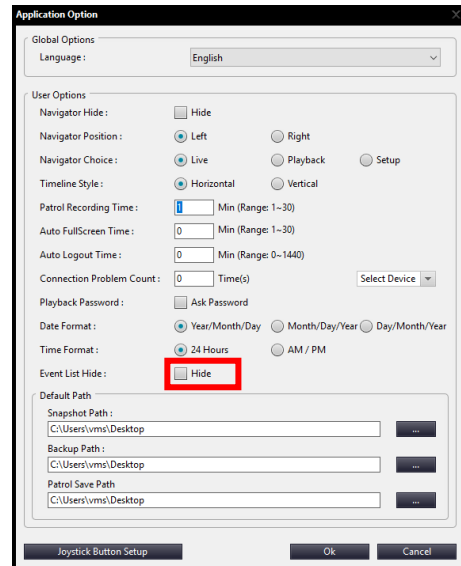 Application Option
Global Options
Language : English
User Options
Navigator Hide : Hide
Navigator Position : Left Right
Navigator Choice : Live Playback Setup
Timeline Style : Horizontal Vertical
Patrol Recording Time : 1 Min (Range: 1~30)
Auto FullScreen Time : 0 Min (Range: 1~30)
Auto Logout Time : 0 Min (Range: 0~1440)
Connection Problem Count : 0 Time(s) Select Device
Playback Password : Ask Password
Date Format : Year/Month/Day Month/Day/Year Day/Month/Year
Time Format : 24 Hours AM / PM
Event List Hide : Hide
Default Path
Snapshot Path :
C:\Users\vms\Desktop ...
Backup Path :
C:\Users\vms\Desktop ...
Patrol Save Path
C:\Users\vms\Desktop ...
Joystick Button Setup Ok Cancel